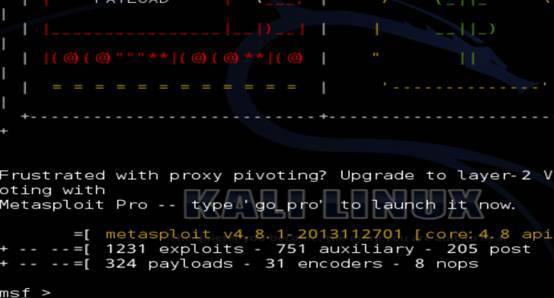 PAYLOAD
|(@)(@)"""**|(@)(@)**|(@)
= = = = = = = = = = = =
Frustrated with proxy pivoting? Upgrade to layer-2 V
oting with
Metasploit Pro -- type 'go_pro' to launch it now.
KALI LINUX
=[ metasploit v4.8.1-2013112701 [core:4.8 api
+ -- --=[ 1231 exploits - 751 auxiliary - 205 post
+ -- --=[ 324 payloads - 31 encoders - 8 nops
msf >